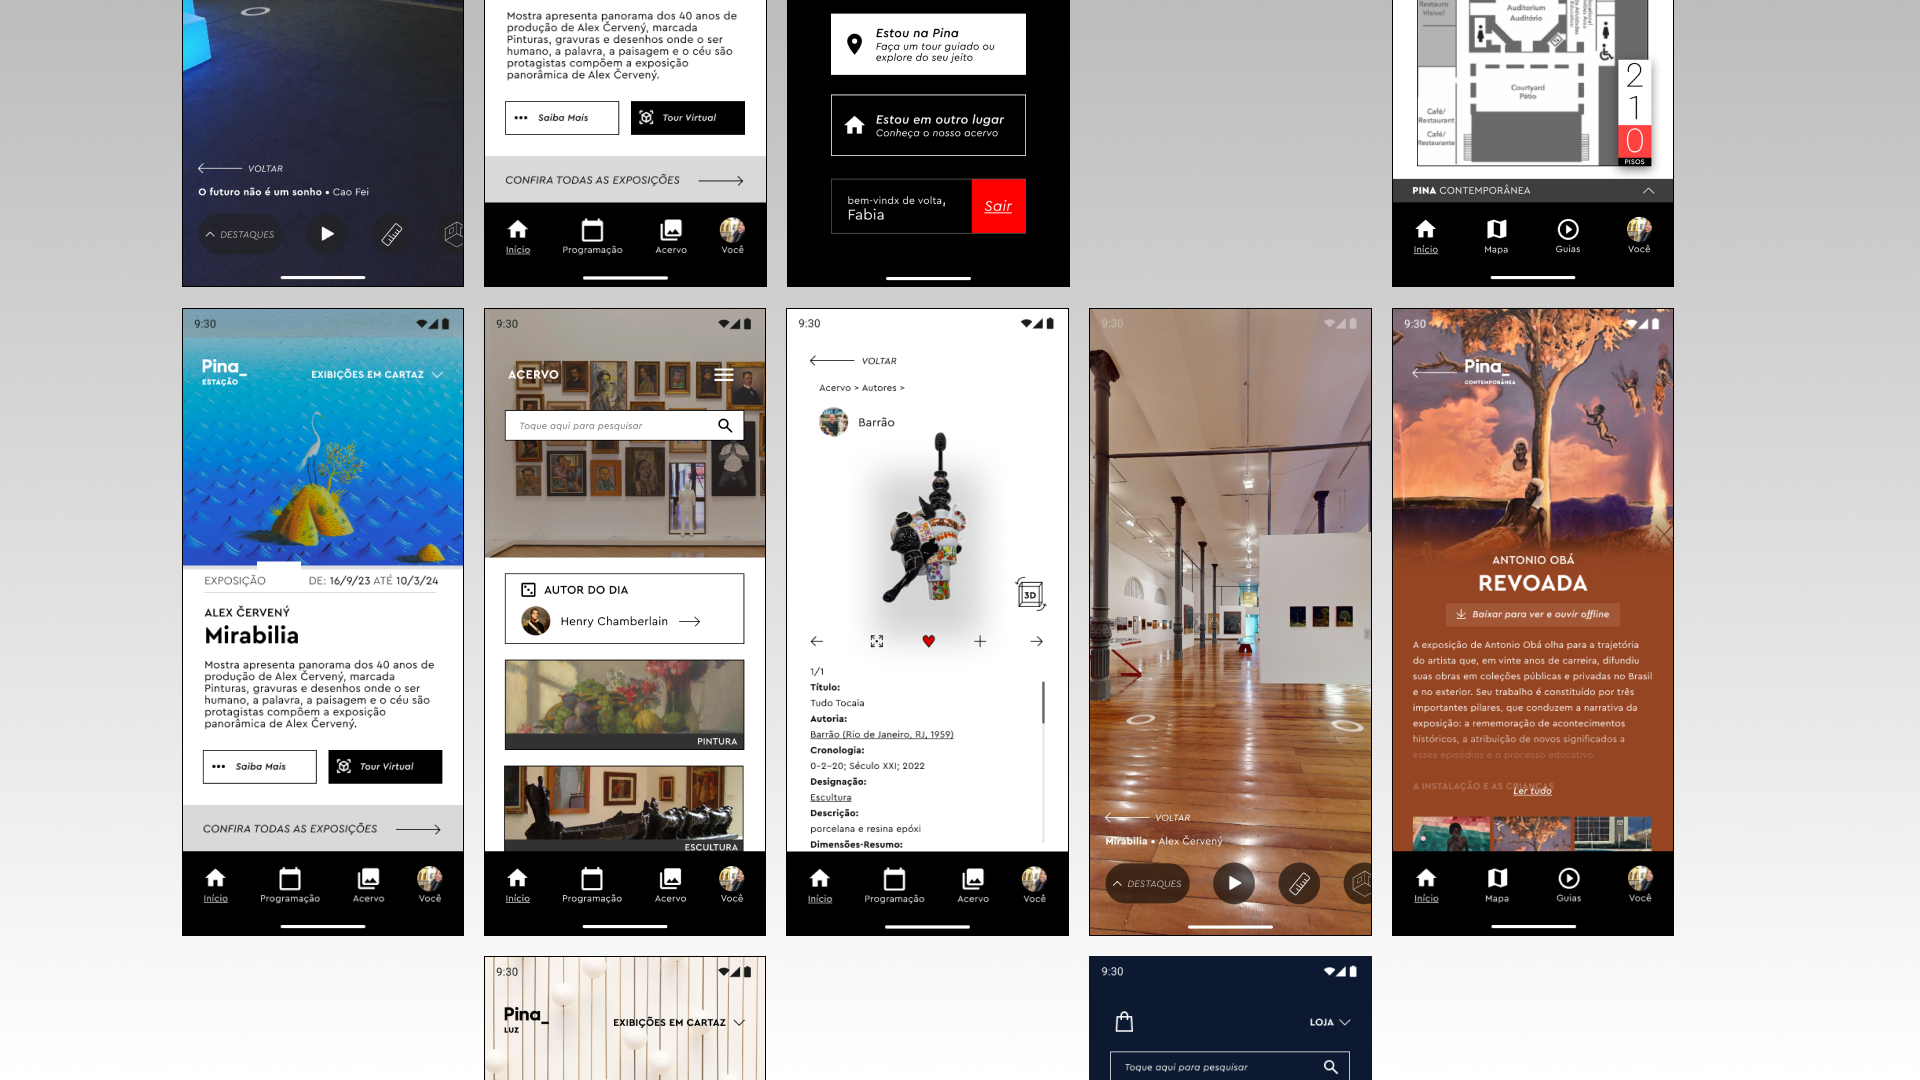 VOLTAR
O futuro não é um sonho • Cao Fei
DESTAQUES
Mostra apresenta panorama dos 40 anos de
produção de Alex Červený, marcada
Pinturas, gravuras e desenhos onde o ser
humano, a palavra, a paisagem e o céu são
protagistas compõem a exposição
panorâmica de Alex Červený.
Saiba Mais
Tour Virtual
CONFIRA TODAS AS EXPOSIÇÕES
Início
Programação
Acervo
Você
Estou na Pina
Faça um tour guiado ou
explore do seu jeito
Estou em outro lugar
Conheça o nosso acervo
bem-vindx de volta,
Fabia
Sair
Restauro
Visível
Auditorium
Auditório
Courtyard
Pátio
Café/
Restaurant
Café/
Restaurante
2
1
0
PISOS
PINA CONTEMPORÂNEA
Início
Mapa
Guias
Você
9:30
Pina_
ESTAÇÃO
EXIBIÇÕES EM CARTAZ
EXPOSIÇÃO
DE: 16/9/23 ATÉ 10/3/24
ALEX ČERVENÝ
Mirabilia
Mostra apresenta panorama dos 40 anos de
produção de Alex Červený, marcada
Pinturas, gravuras e desenhos onde o ser
humano, a palavra, a paisagem e o céu são
protagistas compõem a exposição
panorâmica de Alex Červený.
Saiba Mais
Tour Virtual
CONFIRA TODAS AS EXPOSIÇÕES
Início
Programação
Acervo
Você
9:30
ACERVO
Toque aqui para pesquisar
AUTOR DO DIA
Henry Chamberlain
PINTURA
ESCULTURA
Início
Programação
Acervo
Você
9:30
VOLTAR
Acervo > Autores >
Barrão
3D
1/1
Título:
Tudo Tocaia
Autoria:
Barrão (Rio de Janeiro, RJ, 1959)
Cronologia:
0-2-20; Século XXI; 2022
Designação:
Escultura
Descrição:
porcelana e resina epóxi
Dimensões-Resumo:
Início
Programação
Acervo
Você
9:30
VOLTAR
Mirabilia • Alex Červený
DESTAQUES
9:30
Pina_
CONTEMPORÂNEA
ANTONIO OBÁ
REVOADA
Baixar para ver e ouvir offline
A exposição de Antonio Obá olha para a trajetória
do artista que, em vinte anos de carreira, difundiu
suas obras em coleções públicas e privadas no Brasil
e no exterior. Seu trabalho é constituído por três
importantes pilares, que conduzem a narrativa da
exposição: a rememoração de acontecimentos
históricos, a atribuição de novos significados a
esses episódios e o processo educativo.
A INSTALAÇÃO E AS CRIANÇAS
Ler tudo
Início
Mapa
Guias
Você
9:30
Pina_
LUZ
EXIBIÇÕES EM CARTAZ
9:30
LOJA
Toque aqui para pesquisar